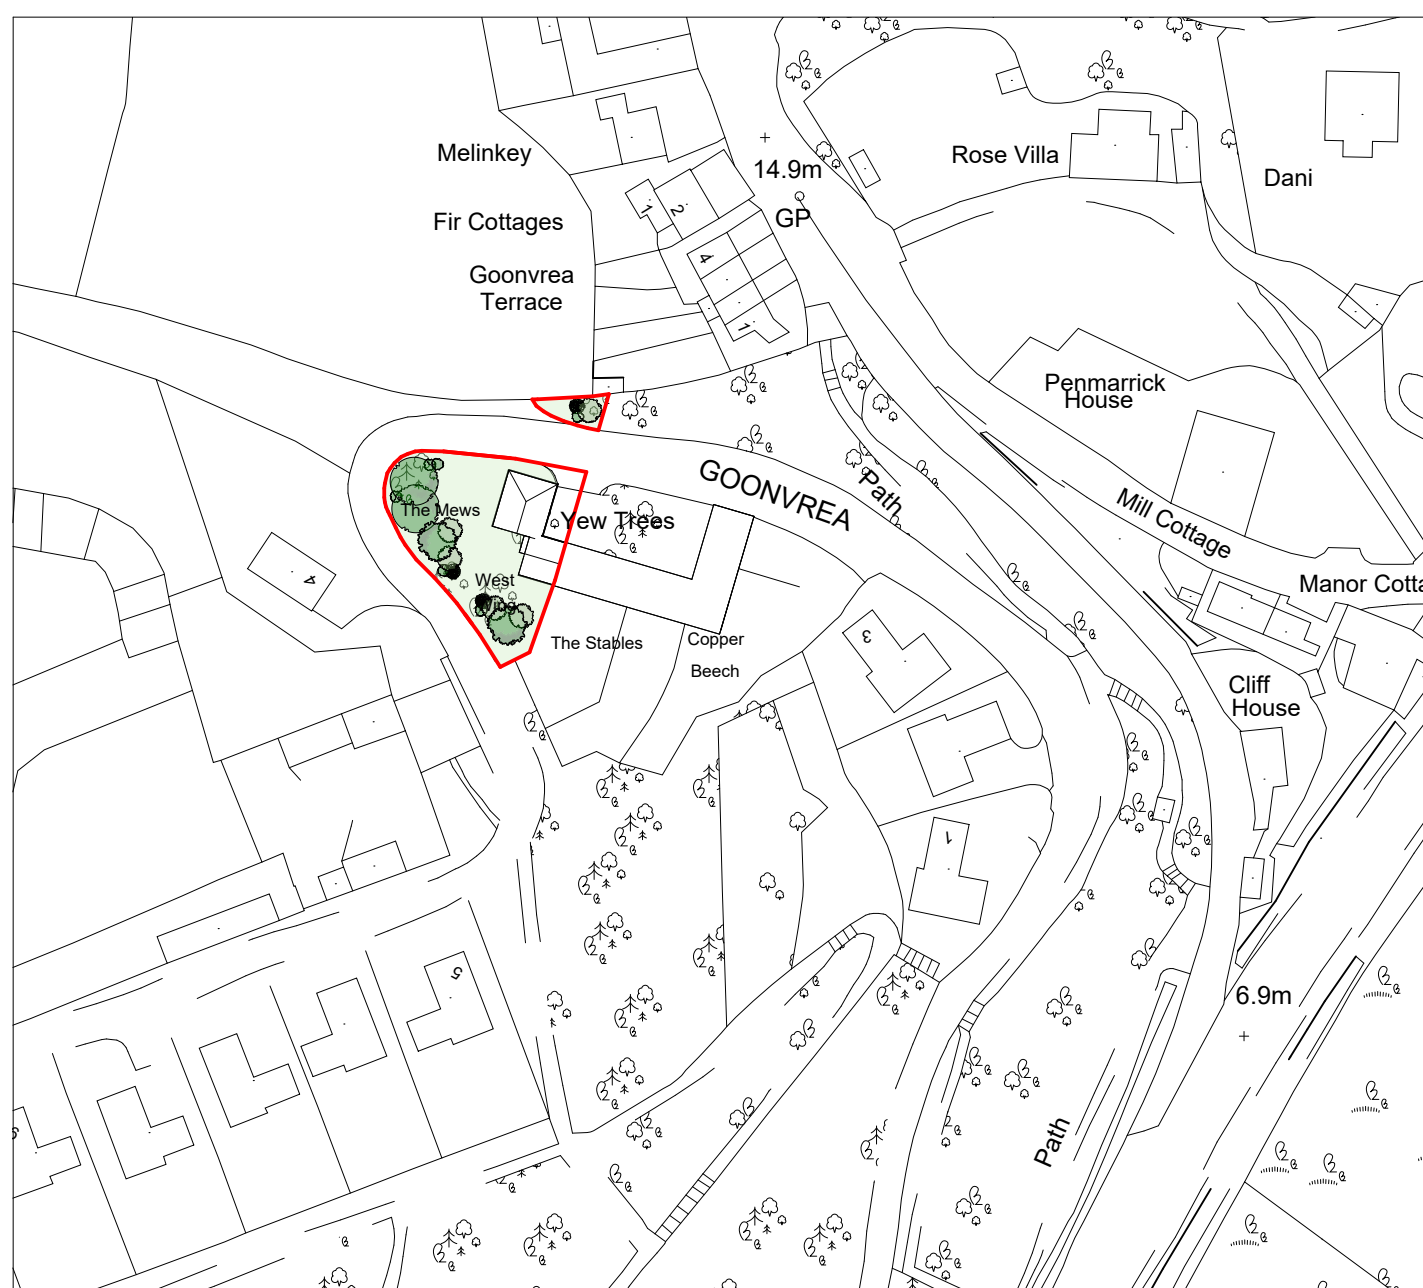 Melinkey
Rose Villa
14.9m
Dani
GP
Fir Cottages
1
2
4
1
Goonvrea
Terrace
Penmarrick
House
Path
GOONVREA
Mill Cottage
The Mews
Yew Trees
4
West
Wing
Manor Cotta
The Stables
Copper
Beech
3
Cliff
House
1
5
6.9m
Path